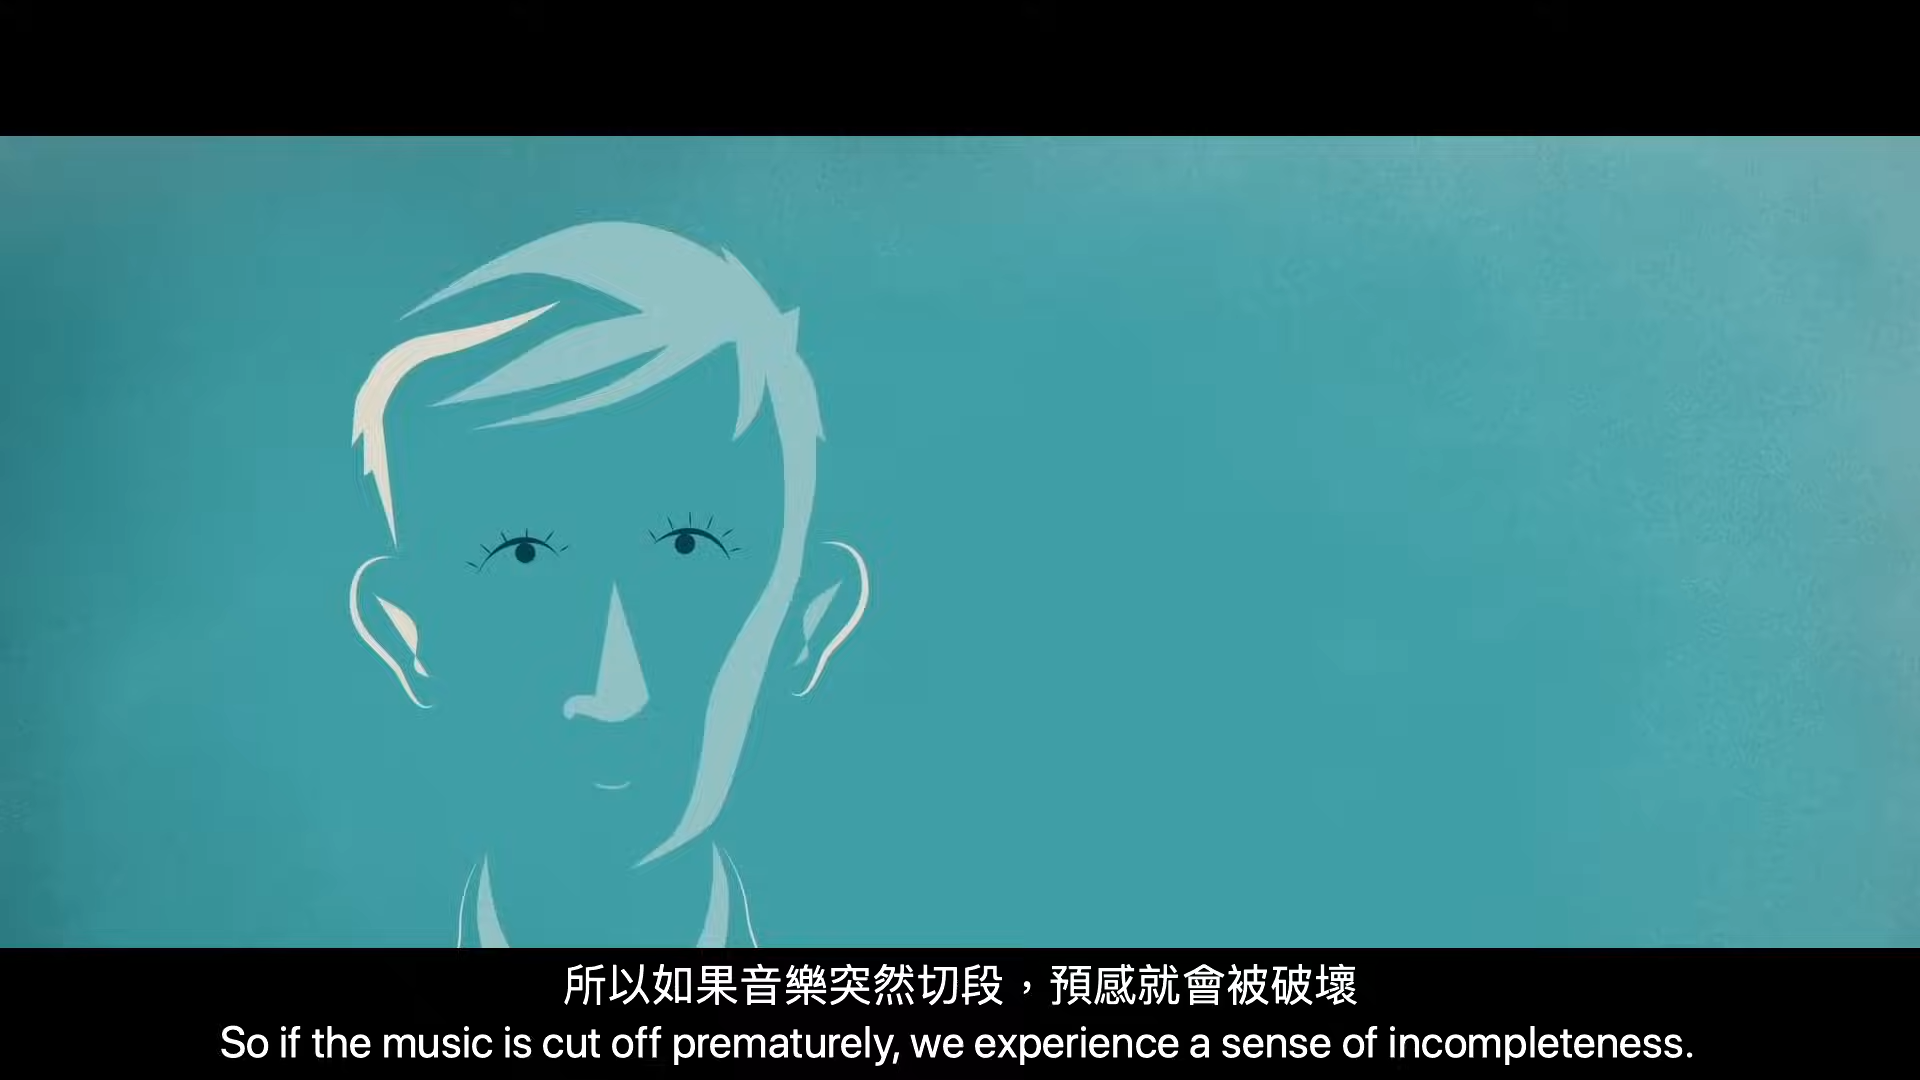 所以如果音樂突然切段，預感就會被破壞
So if the music is cut off prematurely, we experience a sense of incompleteness.